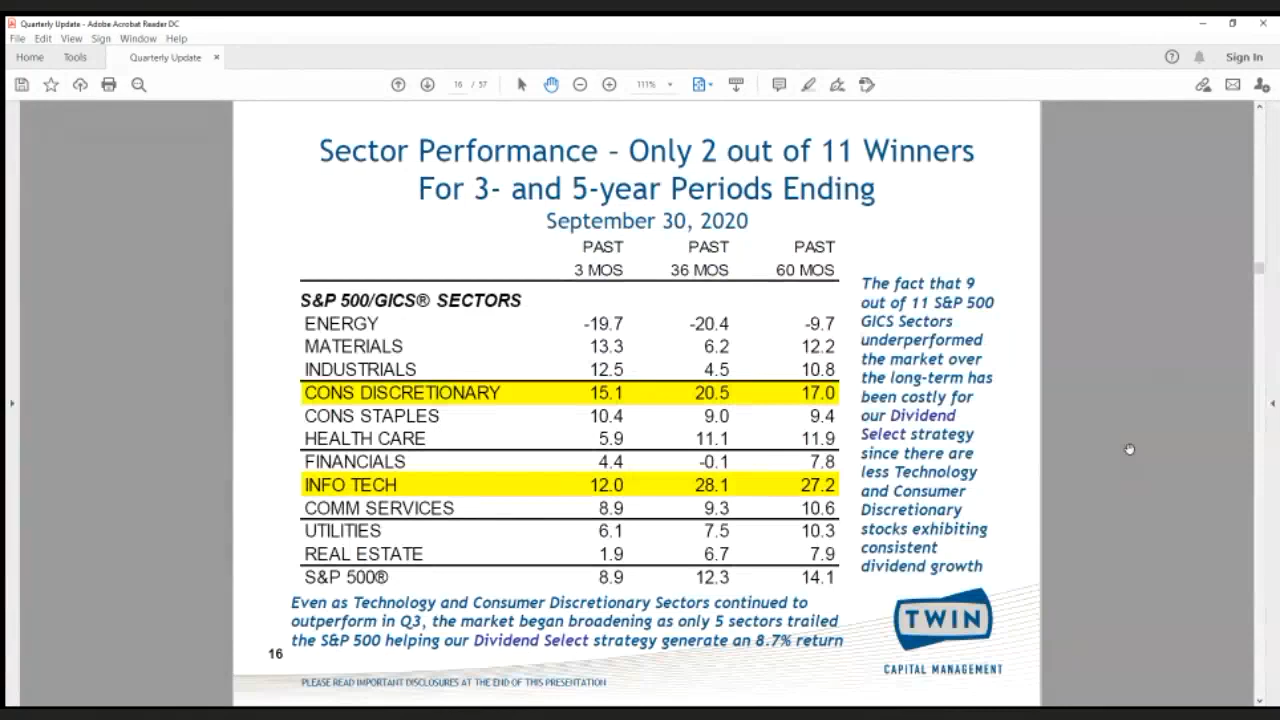 Quarterly Update - Adobe Acrobat Reader DC
File Edit View Sign Window Help
Home Tools Quarterly Update × Sign In
16 / 57 111%
Sector Performance – Only 2 out of 11 Winners
For 3- and 5-year Periods Ending
September 30, 2020
PAST PAST PAST
3 MOS 36 MOS 60 MOS
S&P 500/GICS® SECTORS
ENERGY -19.7 -20.4 -9.7
MATERIALS 13.3 6.2 12.2
INDUSTRIALS 12.5 4.5 10.8
CONS DISCRETIONARY 15.1 20.5 17.0
CONS STAPLES 10.4 9.0 9.4
HEALTH CARE 5.9 11.1 11.9
FINANCIALS 4.4 -0.1 7.8
INFO TECH 12.0 28.1 27.2
COMM SERVICES 8.9 9.3 10.6
UTILITIES 6.1 7.5 10.3
REAL ESTATE 1.9 6.7 7.9
S&P 500® 8.9 12.3 14.1
The fact that 9
out of 11 S&P 500
GICS Sectors
underperformed
the market over
the long-term has
been costly for
our Dividend
Select strategy
since there are
less Technology
and Consumer
Discretionary
stocks exhibiting
consistent
dividend growth
Even as Technology and Consumer Discretionary Sectors continued to
outperform in Q3, the market began broadening as only 5 sectors trailed
the S&P 500 helping our Dividend Select strategy generate an 8.7% return
TWIN
CAPITAL MANAGEMENT
16
PLEASE READ IMPORTANT DISCLOSURES AT THE END OF THIS PRESENTATION